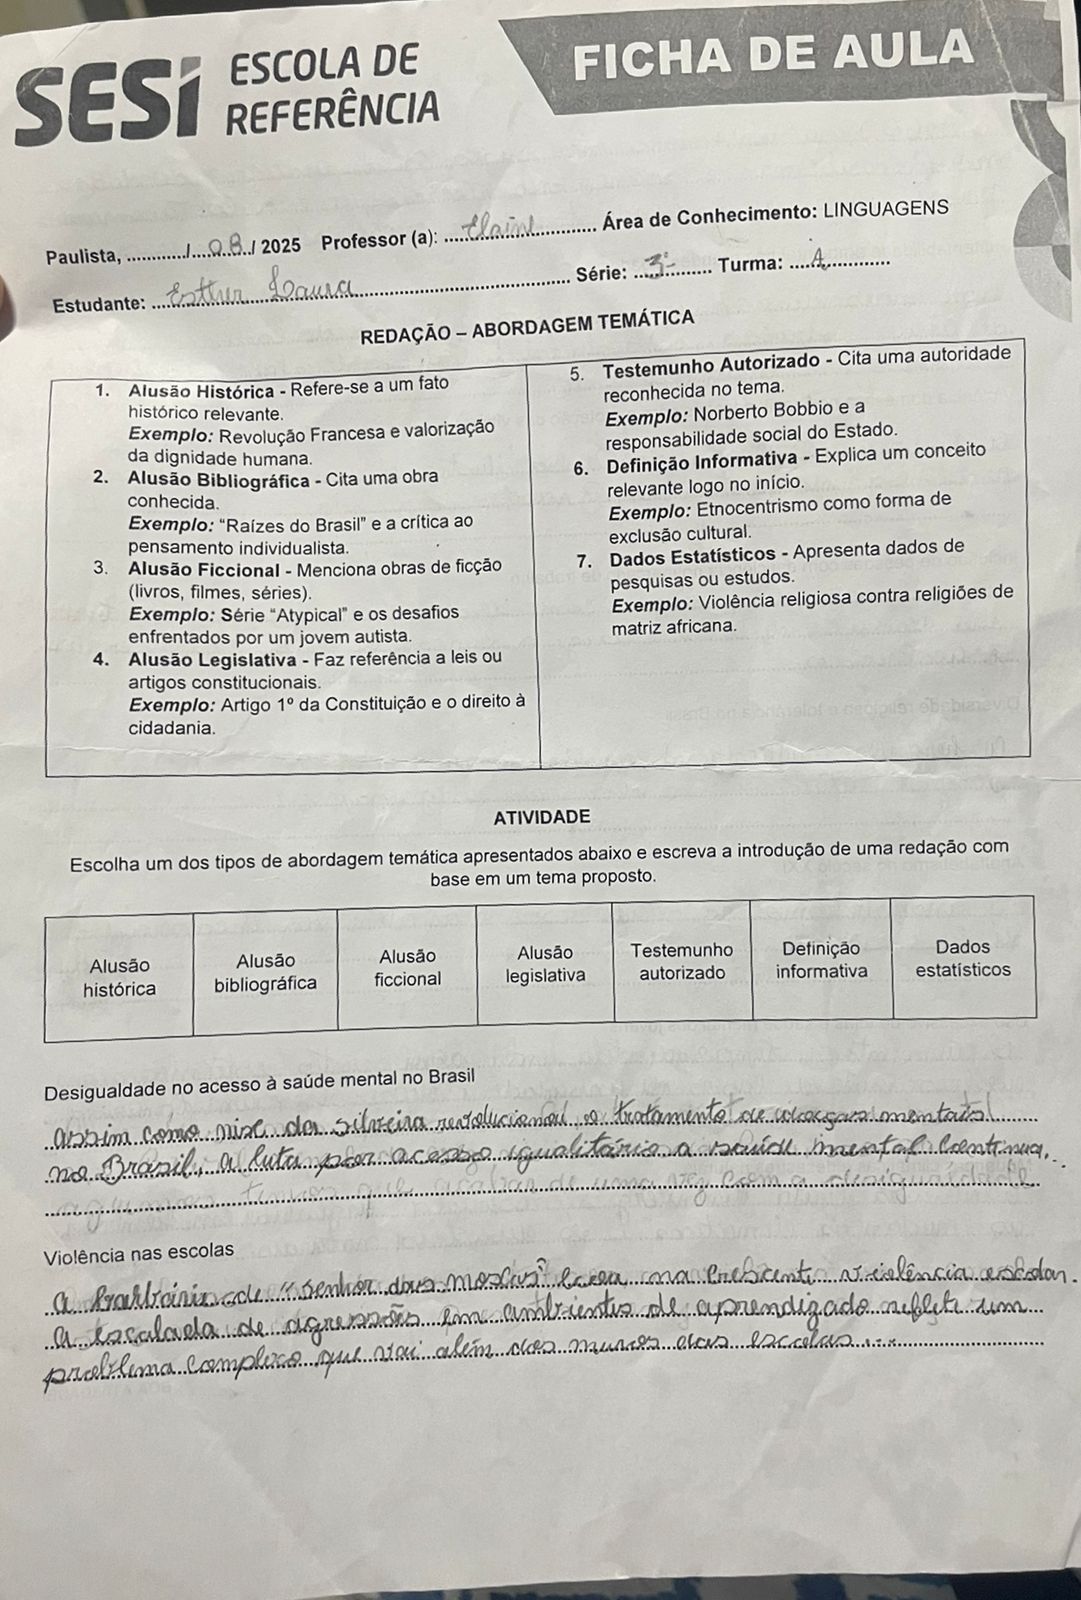 SESi ESCOLA DE
REFERÊNCIA
FICHA DE AULA
Paulista, ............/....08../ 2025 Professor (a): ....Elaine.... Área de Conhecimento: LINGUAGENS
Estudante: ...Esther Laura... Série: ...3ª... Turma: ...A...
REDAÇÃO – ABORDAGEM TEMÁTICA
1. Alusão Histórica - Refere-se a um fato
histórico relevante.
Exemplo: Revolução Francesa e valorização
da dignidade humana.
2. Alusão Bibliográfica - Cita uma obra
conhecida.
Exemplo: “Raízes do Brasil” e a crítica ao
pensamento individualista.
3. Alusão Ficcional - Menciona obras de ficção
(livros, filmes, séries).
Exemplo: Série “Atypical” e os desafios
enfrentados por um jovem autista.
4. Alusão Legislativa - Faz referência a leis ou
artigos constitucionais.
Exemplo: Artigo 1º da Constituição e o direito à
cidadania.
5. Testemunho Autorizado - Cita uma autoridade
reconhecida no tema.
Exemplo: Norberto Bobbio e a
responsabilidade social do Estado.
6. Definição Informativa - Explica um conceito
relevante logo no início.
Exemplo: Etnocentrismo como forma de
exclusão cultural.
7. Dados Estatísticos - Apresenta dados de
pesquisas ou estudos.
Exemplo: Violência religiosa contra religiões de
matriz africana.
ATIVIDADE
Escolha um dos tipos de abordagem temática apresentados abaixo e escreva a introdução de uma redação com
base em um tema proposto.
Alusão
histórica
Alusão
bibliográfica
Alusão
ficcional
Alusão
legislativa
Testemunho
autorizado
Definição
informativa
Dados
estatísticos
Desigualdade no acesso à saúde mental no Brasil
assim como nise da silveira revolucionou o tratamento de doenças mentais
no Brasil, a luta por acesso igualitário a saúde mental continua,
Violência nas escolas
a barbárie de "senhor das moscas" ecoa na crescente violência escolar.
a escalada de agressões em ambientes de aprendizado reflete um
problema complexo que vai além dos muros das escolas...